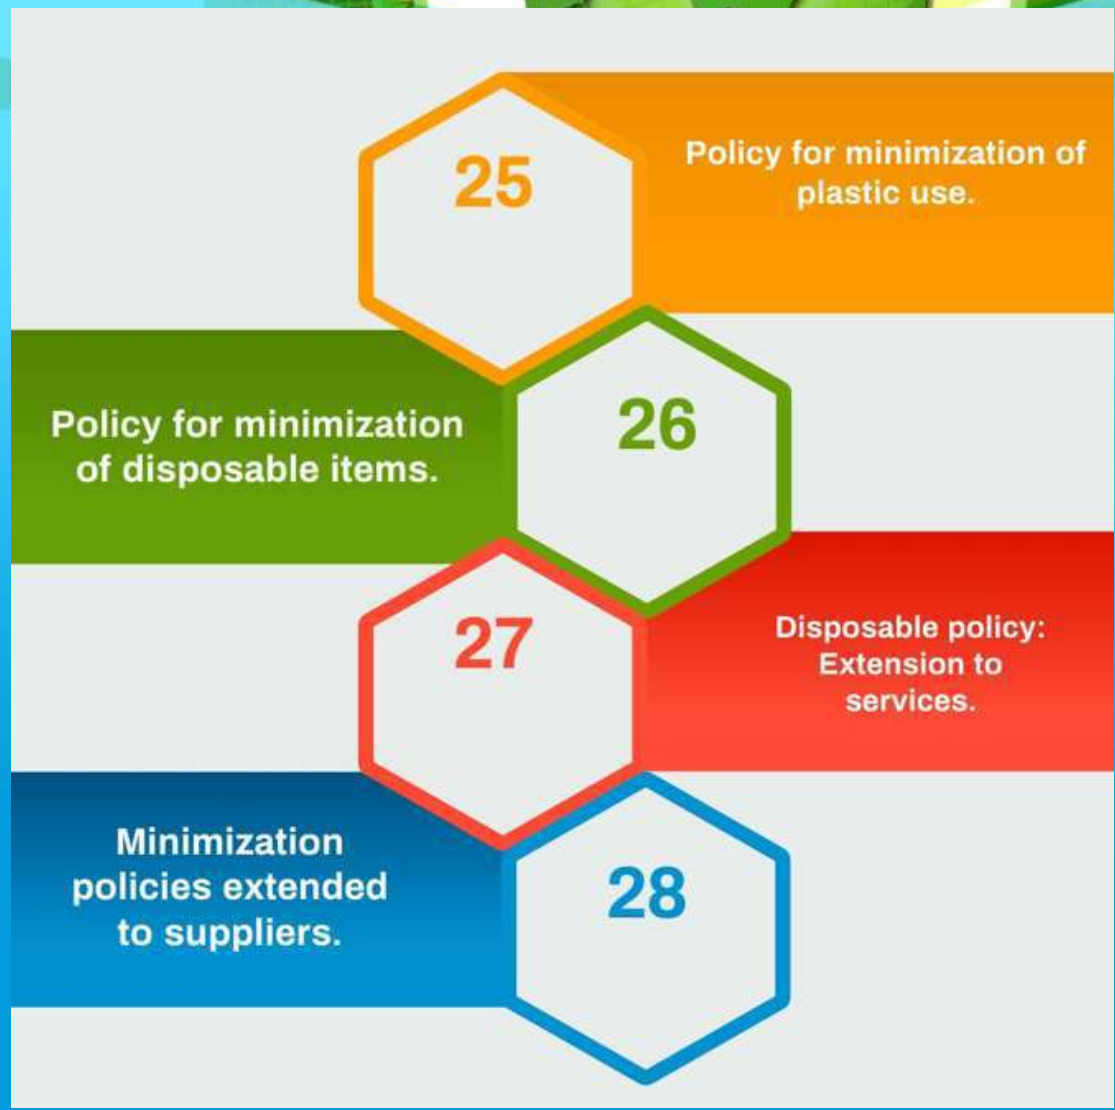 25
Policy for minimization of
plastic use.
Policy for minimization
of disposable items.
26
27
Disposable policy:
Extension to
services.
Minimization
policies extended
to suppliers.
28